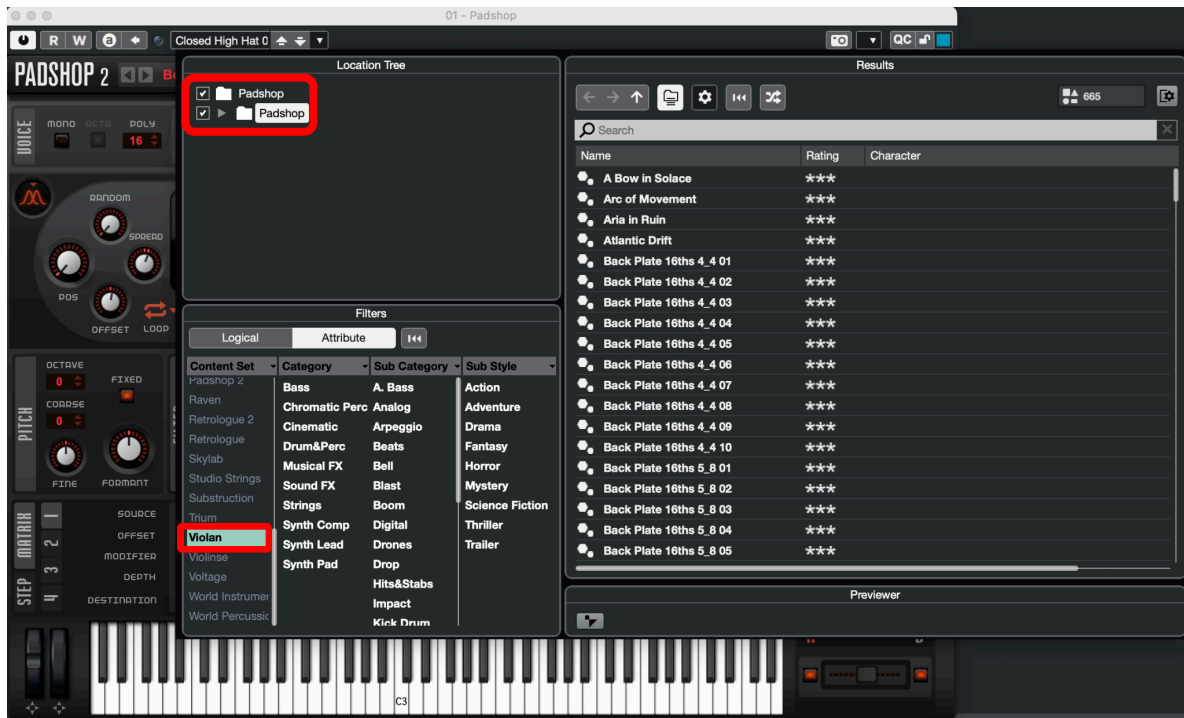 01 - Padshop
R W a Closed High Hat 0 QC
PADSHOP 2
VOICE
MONO RETO POLY
16
RANDOM
SPREAD
POS
OFFSET LOOP
PITCH
OCTAVE
0
FIXED
COARSE
0
FINE
FORMANT
STEP MATRIX
1
2
3
4
SOURCE
OFFSET
MODIFIER
DEPTH
DESTINATION
Location Tree
Padshop
Padshop
Filters
Logical Attribute
Content Set Category Sub Category Sub Style
Padshop 2
Raven
Retrologue 2
Retrologue
Skylab
Studio Strings
Substruction
Trium
Violan
Violinse
Voltage
World Instrumer
World Percussic
Bass
Chromatic Perc
Cinematic
Drum&Perc
Musical FX
Sound FX
Strings
Synth Comp
Synth Lead
Synth Pad
A. Bass
Analog
Arpeggio
Beats
Bell
Blast
Boom
Digital
Drones
Drop
Hits&Stabs
Impact
Kick Drum
Action
Adventure
Drama
Fantasy
Horror
Mystery
Science Fiction
Thriller
Trailer
Results
665
Search
Name Rating Character
A Bow in Solace ***
Arc of Movement ***
Aria in Ruin ***
Atlantic Drift ***
Back Plate 16ths 4_4 01 ***
Back Plate 16ths 4_4 02 ***
Back Plate 16ths 4_4 03 ***
Back Plate 16ths 4_4 04 ***
Back Plate 16ths 4_4 05 ***
Back Plate 16ths 4_4 06 ***
Back Plate 16ths 4_4 07 ***
Back Plate 16ths 4_4 08 ***
Back Plate 16ths 4_4 09 ***
Back Plate 16ths 4_4 10 ***
Back Plate 16ths 5_8 01 ***
Back Plate 16ths 5_8 02 ***
Back Plate 16ths 5_8 03 ***
Back Plate 16ths 5_8 04 ***
Back Plate 16ths 5_8 05 ***
Previewer
C3